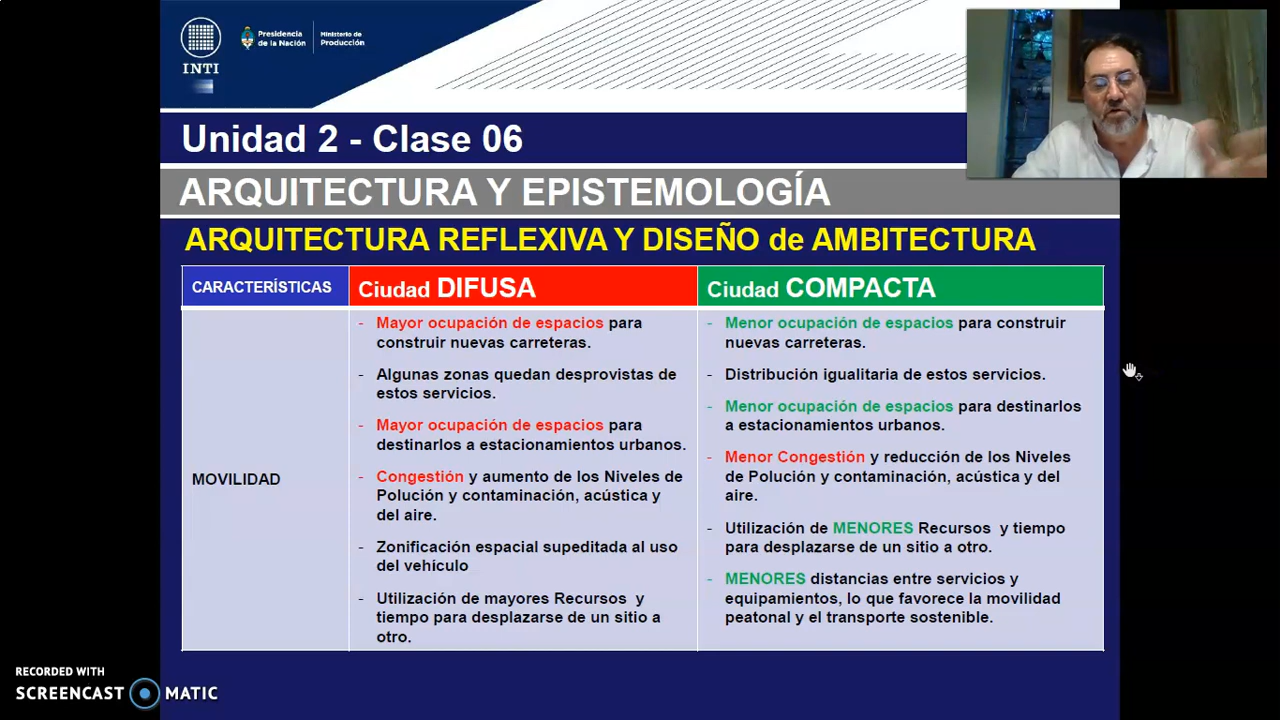 INTI
Presidencia
de la Nación
Ministerio de
Producción
Unidad 2 - Clase 06
ARQUITECTURA Y EPISTEMOLOGÍA
ARQUITECTURA REFLEXIVA Y DISEÑO de AMBITECTURA
CARACTERÍSTICAS
Ciudad DIFUSA
Ciudad COMPACTA
MOVILIDAD
- Mayor ocupación de espacios para
construir nuevas carreteras.
- Algunas zonas quedan desprovistas de
estos servicios.
- Mayor ocupación de espacios para
destinarlos a estacionamientos urbanos.
- Congestión y aumento de los Niveles de
Polución y contaminación, acústica y
del aire.
- Zonificación espacial supeditada al uso
del vehículo
- Utilización de mayores Recursos y
tiempo para desplazarse de un sitio a
otro.
- Menor ocupación de espacios para construir
nuevas carreteras.
- Distribución igualitaria de estos servicios.
- Menor ocupación de espacios para destinarlos
a estacionamientos urbanos.
- Menor Congestión y reducción de los Niveles
de Polución y contaminación, acústica y del
aire.
- Utilización de MENORES Recursos y tiempo
para desplazarse de un sitio a otro.
- MENORES distancias entre servicios y
equipamientos, lo que favorece la movilidad
peatonal y el transporte sostenible.
RECORDED WITH
SCREENCAST MATIC